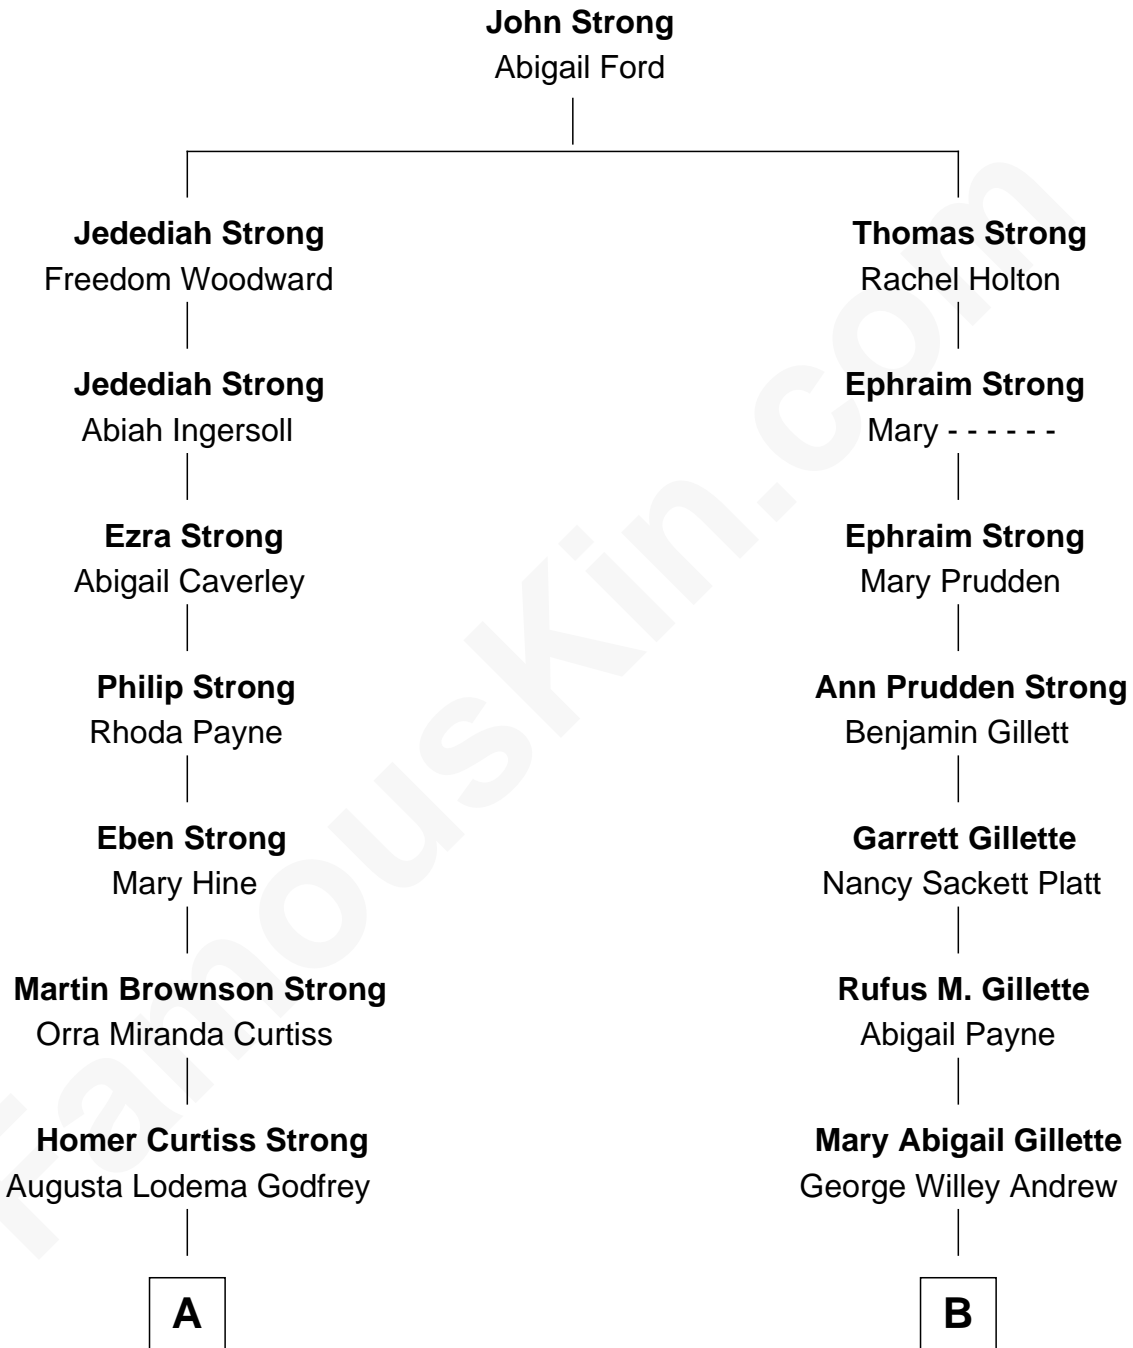 John Strong
Abigail Ford
Jedediah Strong
Freedom Woodward
Thomas Strong
Rachel Holton
Jedediah Strong
Abiah Ingersoll
Ephraim Strong
Mary - - - - - -
Ezra Strong
Abigail Caverley
Ephraim Strong
Mary Prudden
Philip Strong
Rhoda Payne
Ann Prudden Strong
Benjamin Gillett
Eben Strong
Mary Hine
Garrett Gillette
Nancy Sackett Platt
Martin Brownson Strong
Orra Miranda Curtiss
Rufus M. Gillette
Abigail Payne
Homer Curtiss Strong
Augusta Lodema Godfrey
Mary Abigail Gillette
George Willey Andrew
A
B
FamousKin.com